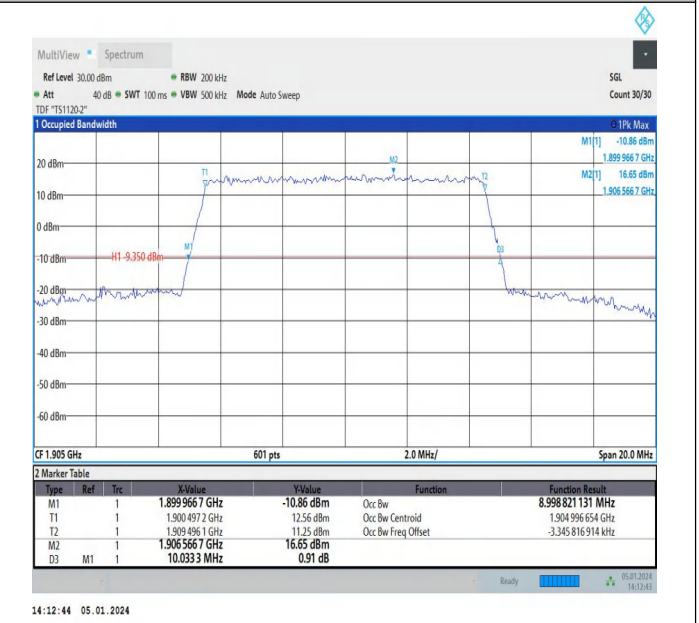 R S
MultiView Spectrum
Ref Level 30.00 dBm RBW 200 kHz SGL
Att 40 dB SWT 100 ms VBW 500 kHz Mode Auto Sweep Count 30/30
TDF "TS1120-2"
1 Occupied Bandwidth 1Pk Max
M1[1] -10.86 dBm
1.899 966 7 GHz
M2[1] 16.65 dBm
1.906 566 7 GHz
M2
20 dBm
T1
T2
10 dBm
0 dBm
M1
D3
-10 dBm
H1 -9.350 dBm
-20 dBm
-30 dBm
-40 dBm
-50 dBm
-60 dBm
CF 1.905 GHz 601 pts 2.0 MHz/ Span 20.0 MHz
2 Marker Table
Type Ref Trc X-Value Y-Value Function Function Result
M1 1 1.899 966 7 GHz -10.86 dBm Occ Bw 8.998 821 131 MHz
T1 1 1.900 497 2 GHz 12.56 dBm Occ Bw Centroid 1.904 996 654 GHz
T2 1 1.909 496 1 GHz 11.25 dBm Occ Bw Freq Offset -3.345 816 914 kHz
M2 1 1.906 566 7 GHz 16.65 dBm
D3 M1 1 10.033 3 MHz 0.91 dB
Ready 05.01.2024
14:12:43
14:12:44 05.01.2024